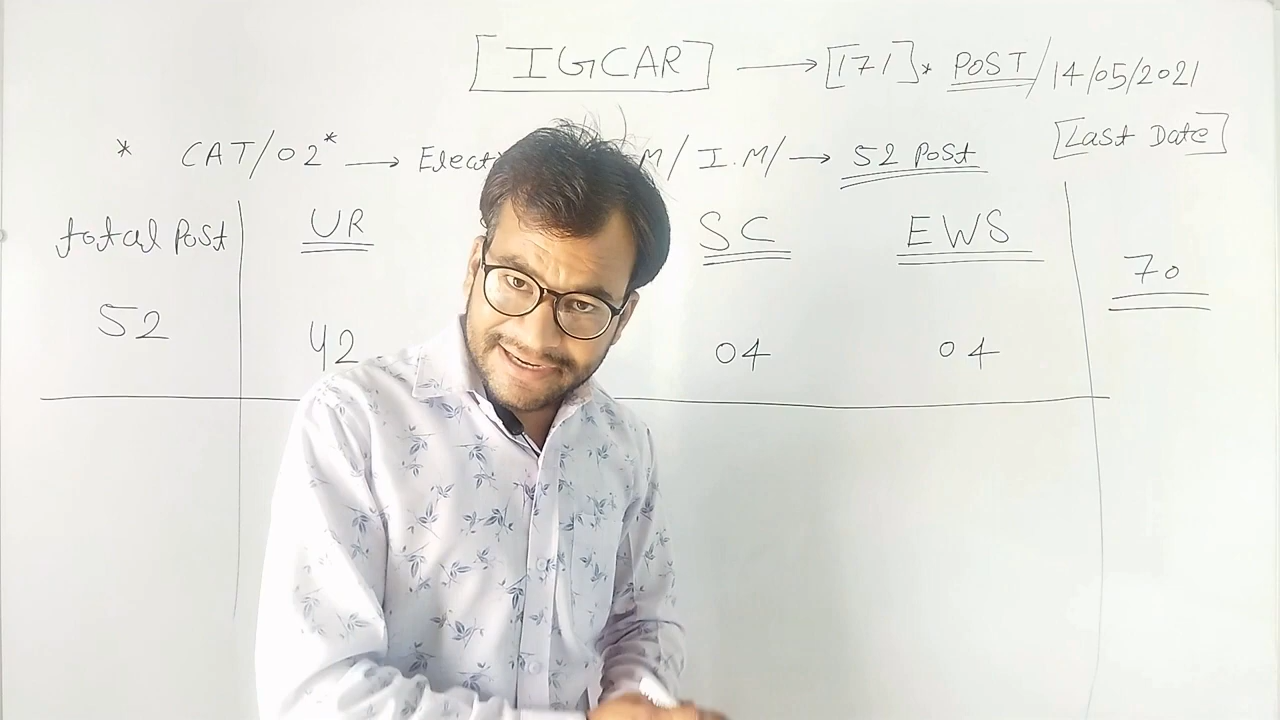 [IGCAR] → [171]* POST/14/05/2021
[Last Date]
* CAT/02* → Elect M/I.M/→ 52 Post
total Post UR SC EWS
70
52 42 04 04